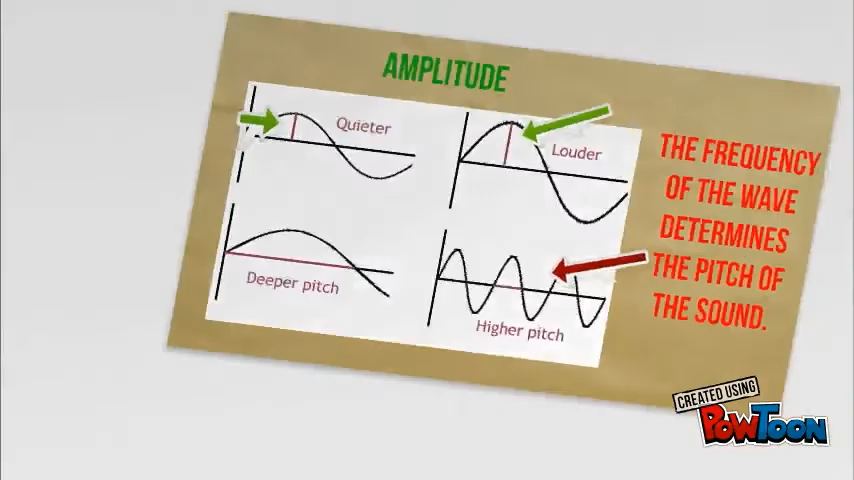 AMPLITUDE
Quieter
Louder
Deeper pitch
Higher pitch
THE FREQUENCY
OF THE WAVE
DETERMINES
THE PITCH OF
THE SOUND.
CREATED USING
POWTOON